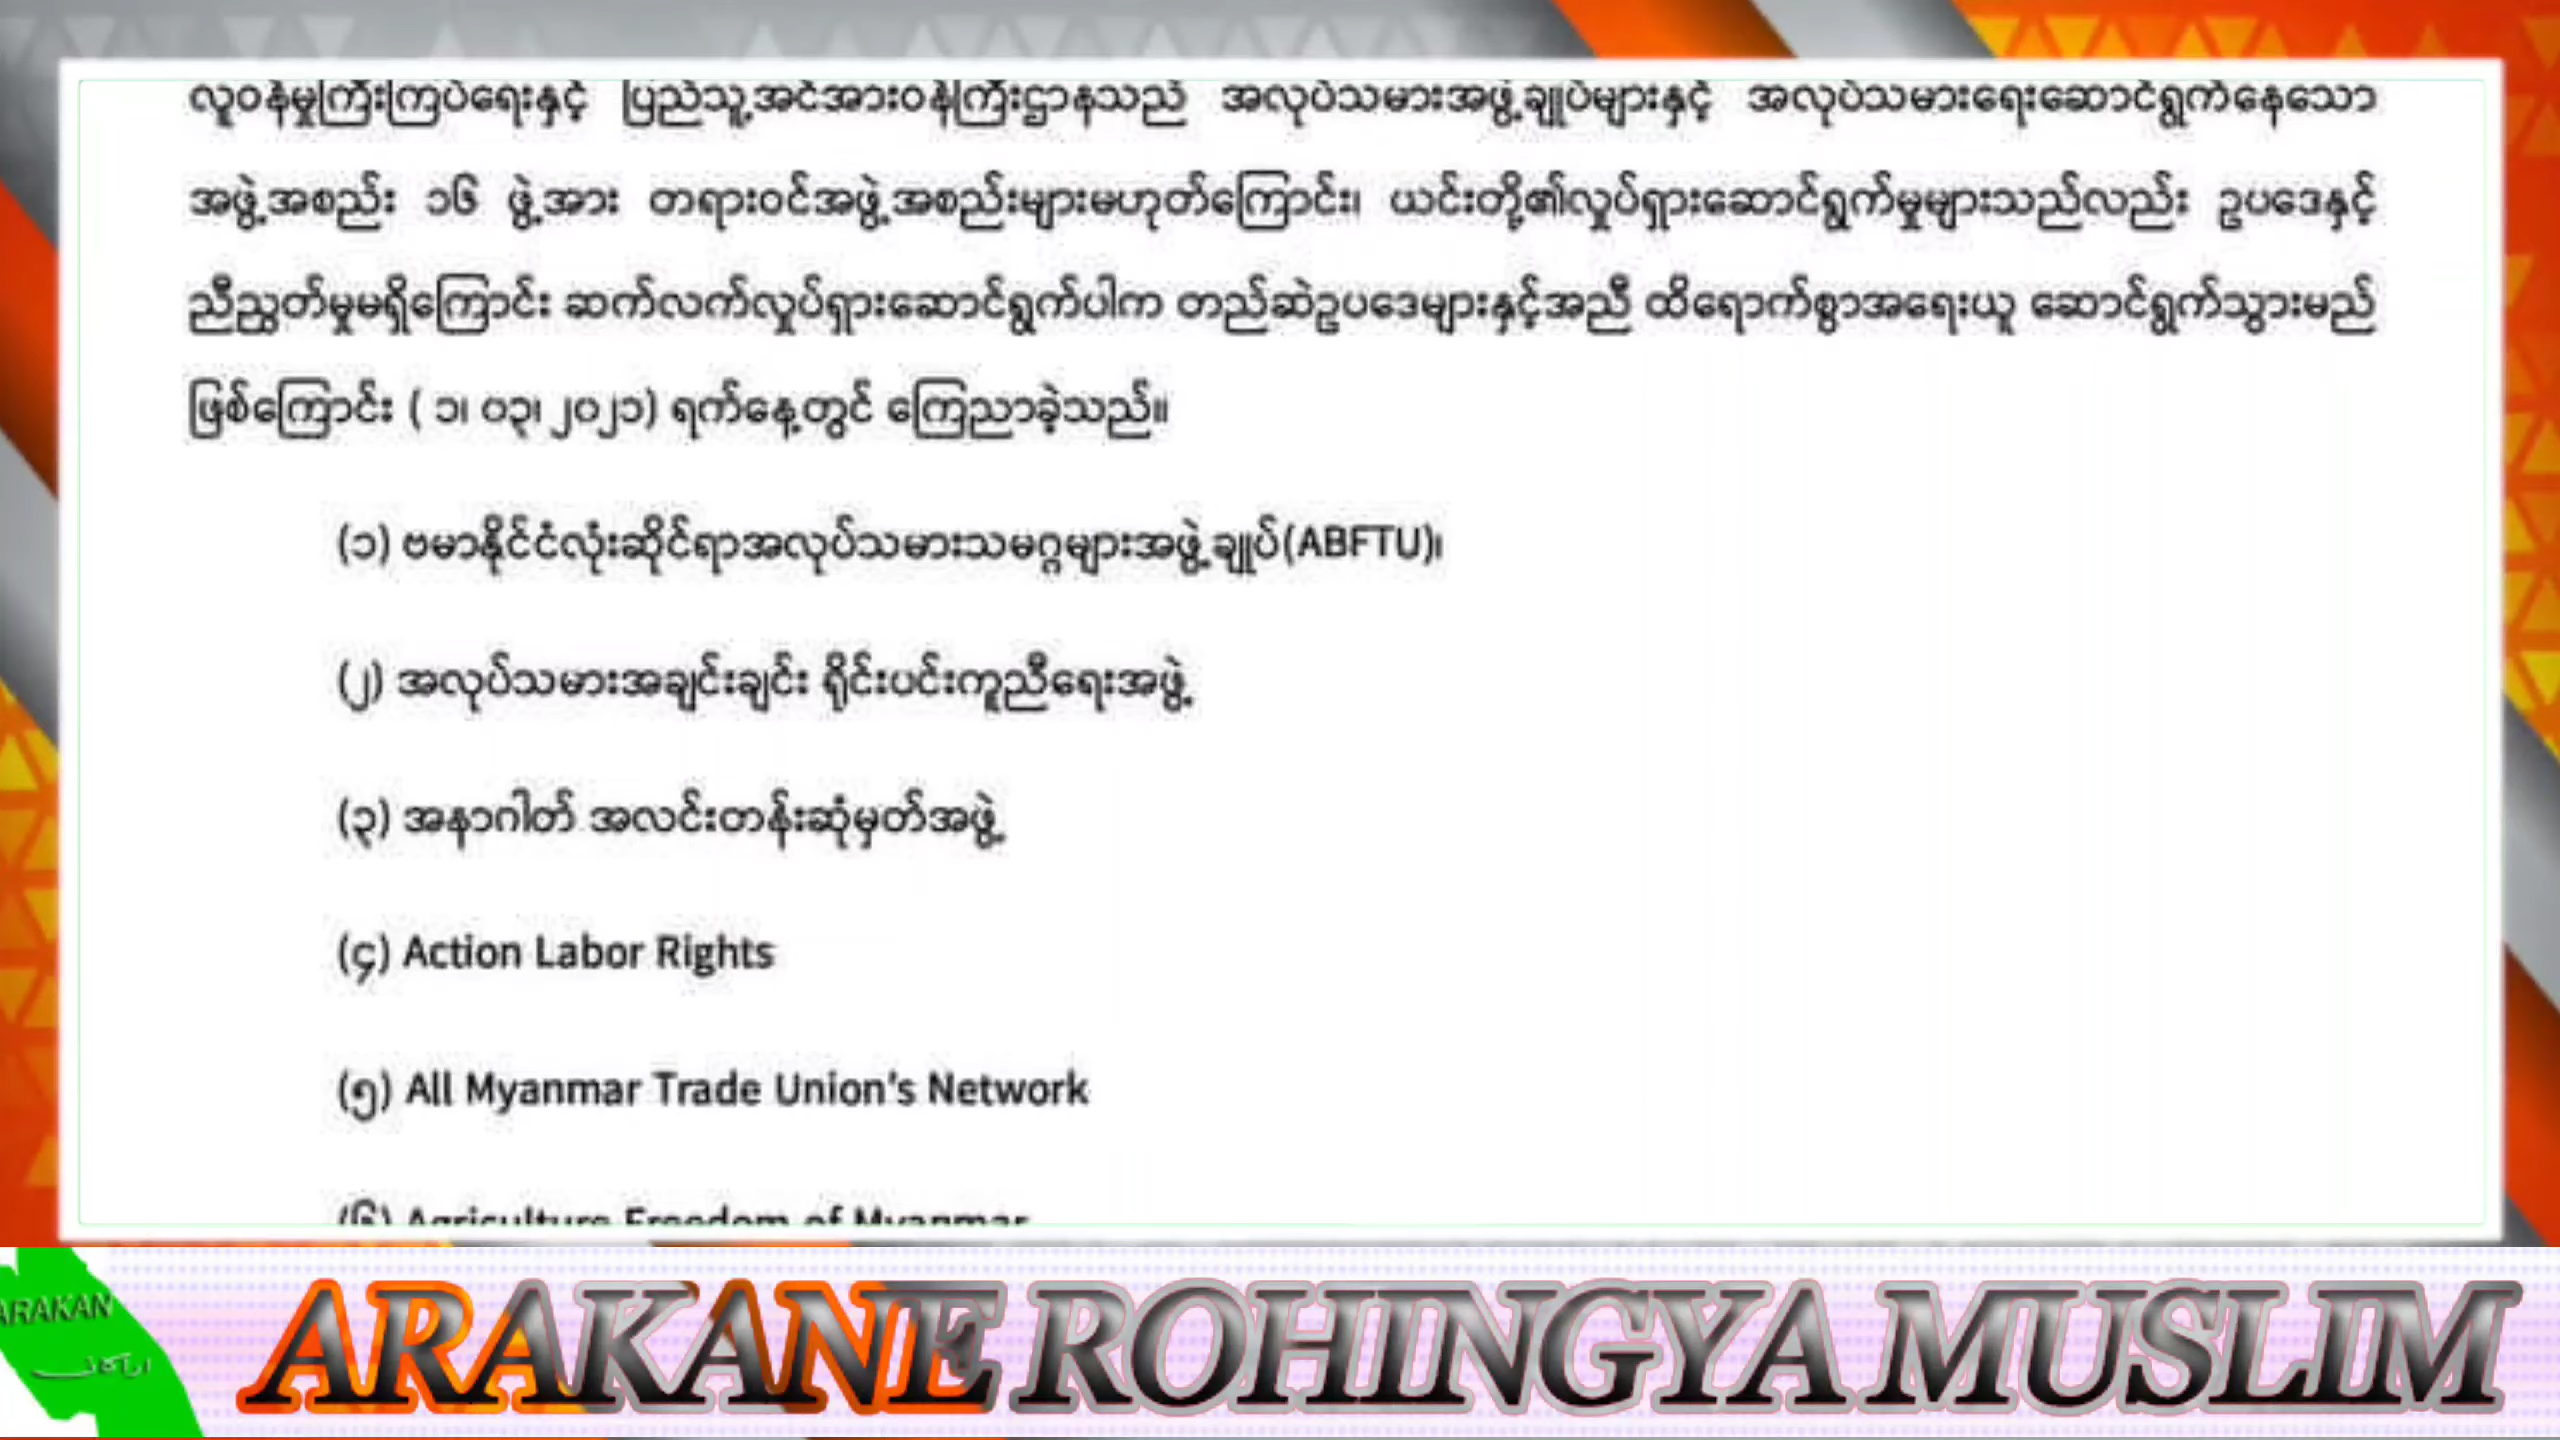 လူဝန်မှုကြီးကြပ်ရေးနှင့် ပြည်သူ့အင်အားဝန်ကြီးဌာနသည် အလုပ်သမားအဖွဲ့ချုပ်များနှင့် အလုပ်သမားရေးဆောင်ရွက်နေသော
အဖွဲ့အစည်း ၁၆ ဖွဲ့အား တရားဝင်အဖွဲ့အစည်းများမဟုတ်ကြောင်း၊ ယင်းတို့၏လှုပ်ရှားဆောင်ရွက်မှုများသည်လည်း ဥပဒေနှင့်
ညီညွတ်မှုမရှိကြောင်း ဆက်လက်လှုပ်ရှားဆောင်ရွက်ပါက တည်ဆဲဥပဒေများနှင့်အညီ ထိရောက်စွာအရေးယူ ဆောင်ရွက်သွားမည်
ဖြစ်ကြောင်း ( ၁၊ ၀၃၊ ၂၀၂၁) ရက်နေ့တွင် ကြေညာခဲ့သည်။
(၁) ဗမာနိုင်ငံလုံးဆိုင်ရာအလုပ်သမားသမဂ္ဂများအဖွဲ့ချုပ်(ABFTU)၊
(၂) အလုပ်သမားအချင်းချင်း ရိုင်းပင်းကူညီရေးအဖွဲ့
(၃) အနာဂါတ် အလင်းတန်းဆုံမှတ်အဖွဲ့
(၄) Action Labor Rights
(၅) All Myanmar Trade Union's Network
(၆) Agriculture Freedom of Myanmar
ARAKAN
ARAKANE ROHINGYA MUSLIM